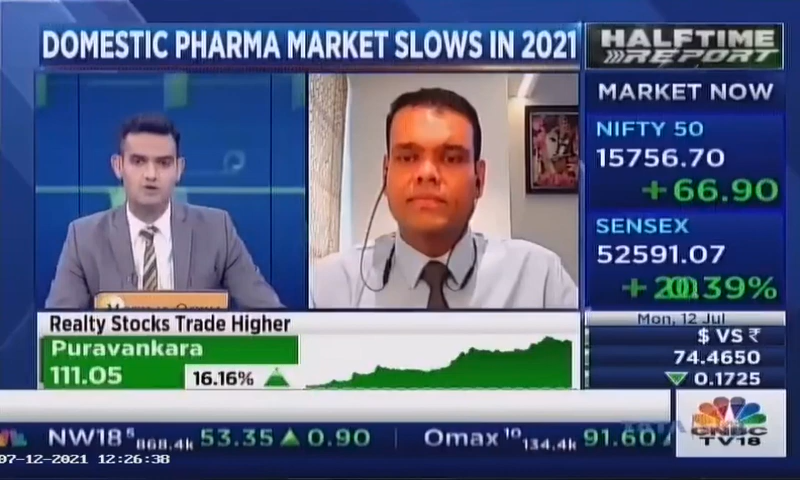 DOMESTIC PHARMA MARKET SLOWS IN 2021
HALFTIME
REPORT
MARKET NOW
NIFTY 50
15756.70
+66.90
SENSEX
52591.07
Mon, 12 Jul
$ VS ₹
74.4650
▼ 0.1725
Realty Stocks Trade Higher
Puravankara
111.05
16.16% ▲
NW18 6 868.4k 53.35 ▲ 0.90
Omax 10 134.4k 91.60
CNBC
TV18
07-12-2021 12:26:38